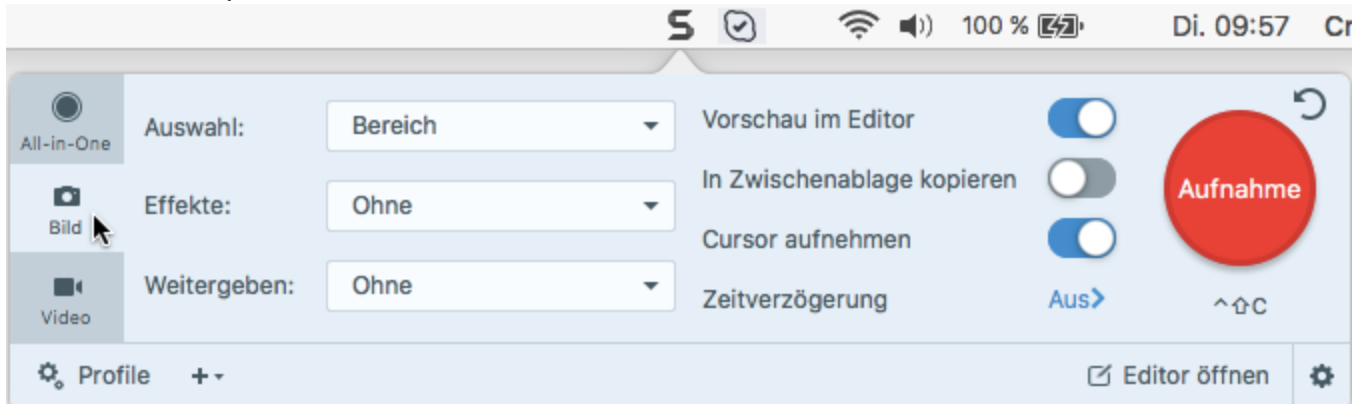 S 100 % Di. 09:57 Cr
All-in-One
Bild
Video
Auswahl: Bereich
Effekte: Ohne
Weitergeben: Ohne
Vorschau im Editor
In Zwischenablage kopieren
Cursor aufnehmen
Zeitverzögerung Aus>
Aufnahme
^⇧C
Profile + Editor öffnen